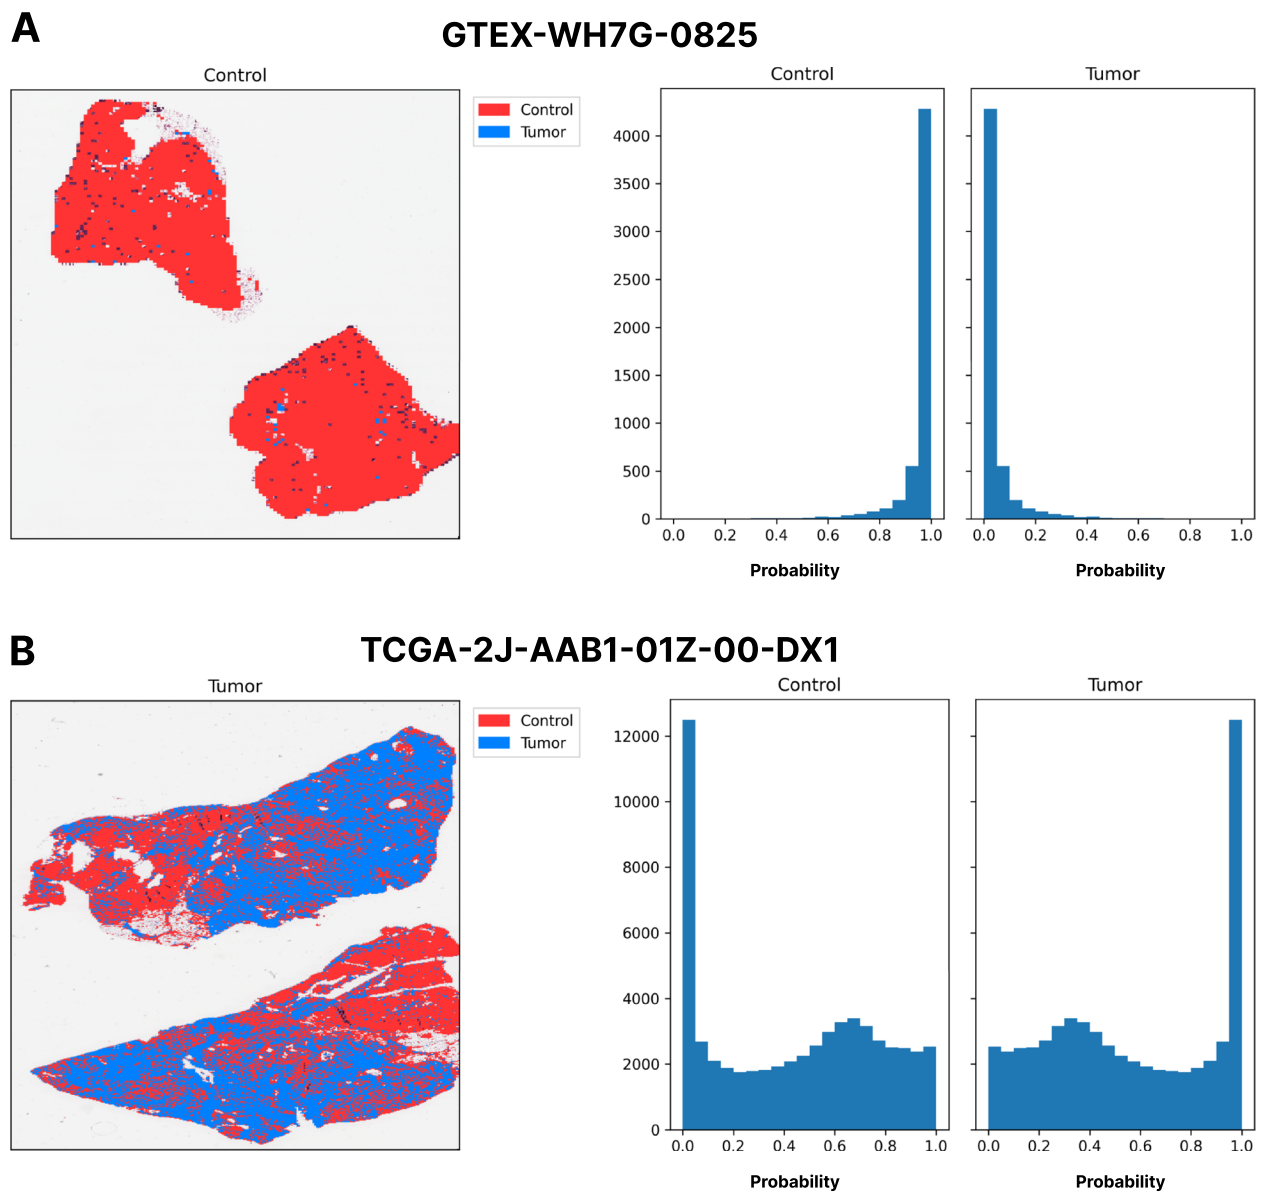 A
GTEX-WH7G-0825
Control
Control
Tumor
Control
Tumor
4000
3500
3000
2500
2000
1500
1000
500
0
0.0 0.2 0.4 0.6 0.8 1.0
0.0 0.2 0.4 0.6 0.8 1.0
Probability
Probability
B
TCGA-2J-AAB1-01Z-00-DX1
Tumor
Control
Tumor
Control
Tumor
12000
10000
8000
6000
4000
2000
0
0.0 0.2 0.4 0.6 0.8 1.0
0.0 0.2 0.4 0.6 0.8 1.0
Probability
Probability